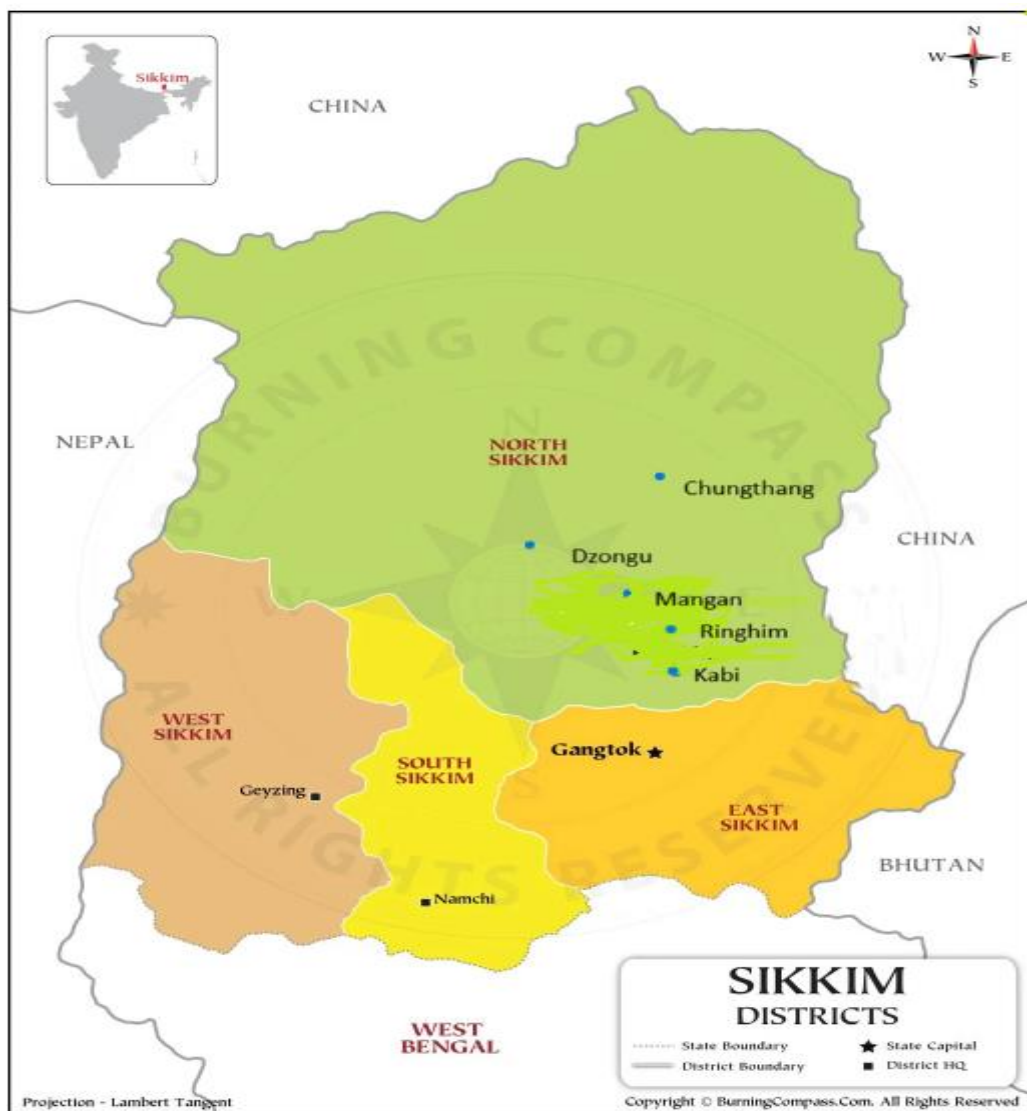 N
W E
S
Sikkim
CHINA
NEPAL
NORTH
SIKKIM
Chungthang
CHINA
Dzongu
Mangan
Ringhim
Kabi
WEST
SIKKIM
SOUTH
SIKKIM
Gangtok
Geyzing
EAST
SIKKIM
BHUTAN
Namchi
WEST
BENGAL
SIKKIM
DISTRICTS
State Boundary
State Capital
District Boundary
District HQ
Projection - Lambert Tangent
Copyright © BurningCompass.Com. All Rights Reserved
BURNING COMPASS
N
W E
S
ALL RIGHTS RESERVED